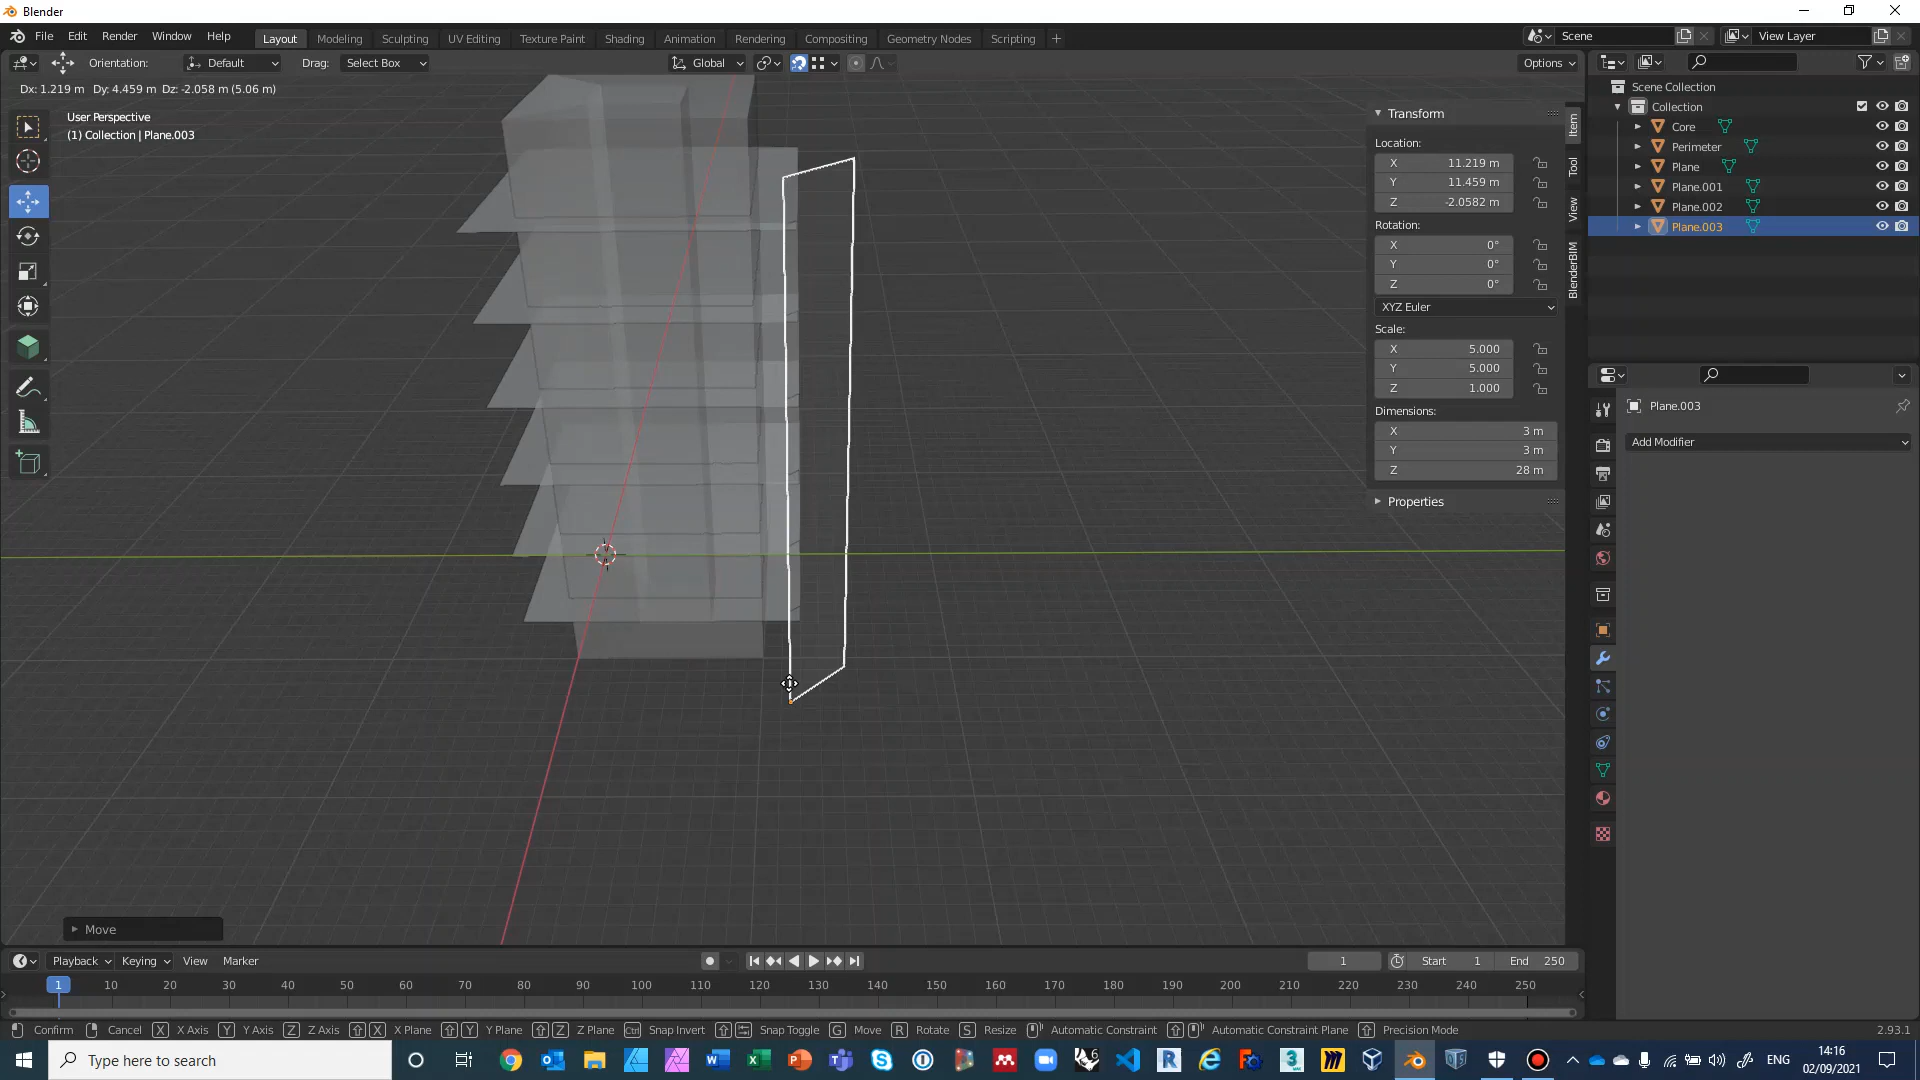 Blender
File Edit Render Window Help
Layout Modeling Sculpting UV Editing Texture Paint Shading Animation Rendering Compositing Geometry Nodes Scripting +
Scene
View Layer
Orientation: Default Drag: Select Box Global Options
Dx: 1.219 m Dy: 4.459 m Dz: -2.058 m (5.06 m)
User Perspective
(1) Collection | Plane.003
Transform
Location:
X 11.219 m
Y 11.459 m
Z -2.0582 m
Rotation:
X 0°
Y 0°
Z 0°
XYZ Euler
Scale:
X 5.000
Y 5.000
Z 1.000
Dimensions:
X 3 m
Y 3 m
Z 28 m
Properties
Item
Tool
View
BlenderBIM
Scene Collection
Collection
Core
Perimeter
Plane
Plane.001
Plane.002
Plane.003
Plane.003
Add Modifier
Move
Playback Keying View Marker 1 Start 1 End 250
1 10 20 30 40 50 60 70 80 90 100 110 120 130 140 150 160 170 180 190 200 210 220 230 240 250
Confirm Cancel X X Axis Y Y Axis Z Z Axis X X Plane Y Y Plane Z Z Plane Ctrl Snap Invert Snap Toggle G Move R Rotate S Resize Automatic Constraint Automatic Constraint Plane Precision Mode 2.93.1
Type here to search
ENG
14:16
02/09/2021